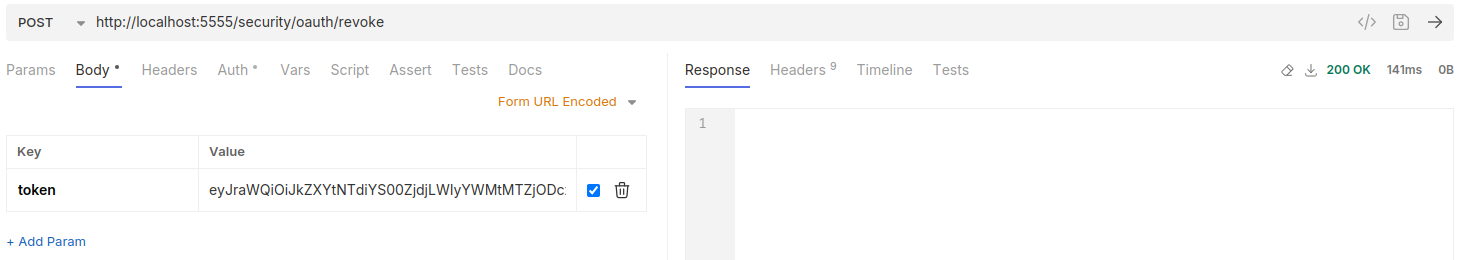 POST http://localhost:5555/security/oauth/revoke
Params Body Headers Auth Vars Script Assert Tests Docs
Form URL Encoded
Key Value
token eyJraWQiOiJkZXYtNTdiYS00ZjdjLWIyYWMtMTZjODc
+ Add Param
Response Headers 9 Timeline Tests 200 OK 141ms 0B
1